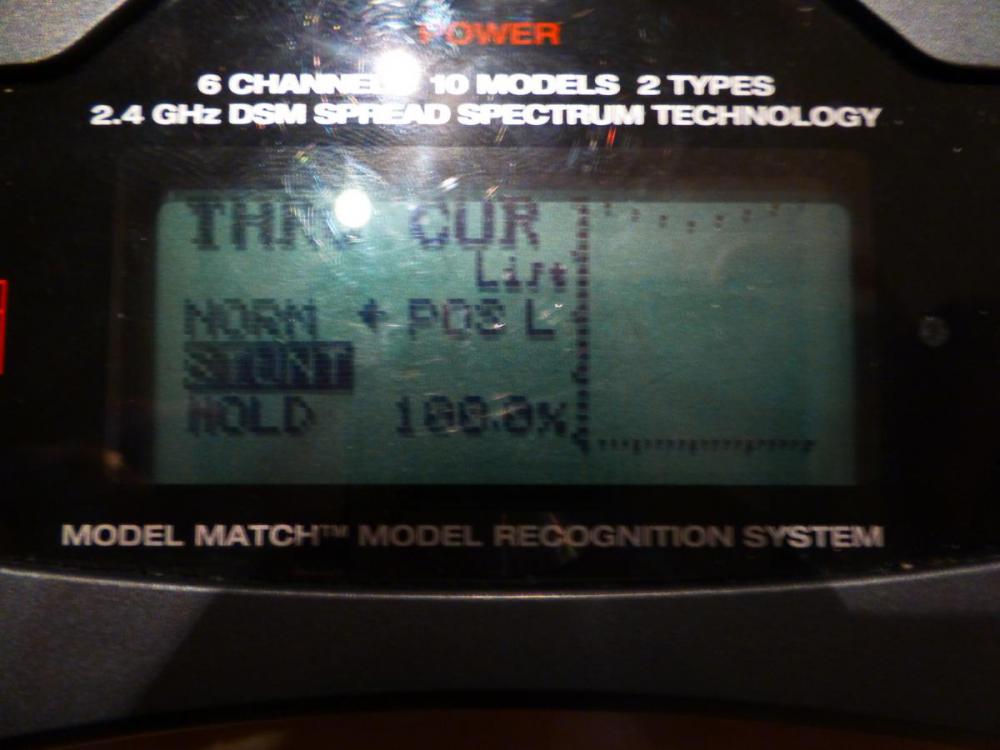 POWER
6 CHANNELS 10 MODELS 2 TYPES
2.4 GHz DSM SPREAD SPECTRUM TECHNOLOGY
CUR
List
NORM POS L
STUNT
HOLD 100.0%
MODEL MATCH™ MODEL RECOGNITION SYSTEM